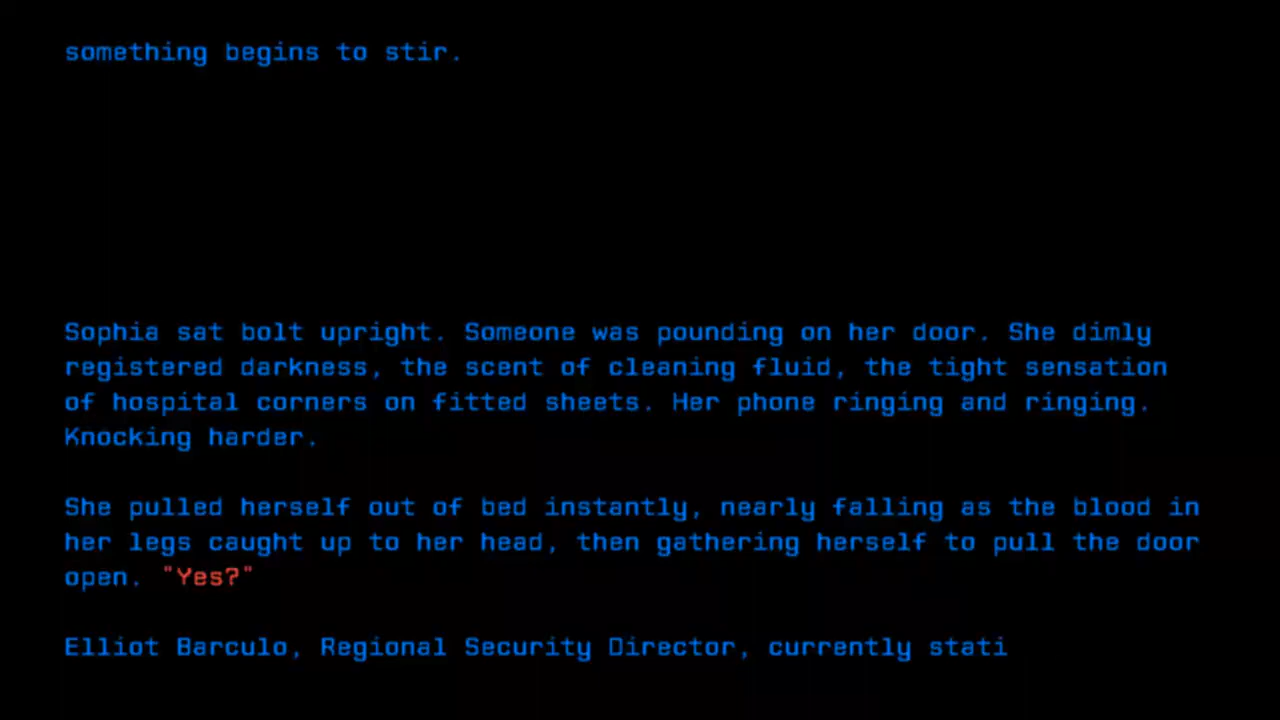 something begins to stir.
Sophia sat bolt upright. Someone was pounding on her door. She dimly
registered darkness, the scent of cleaning fluid, the tight sensation
of hospital corners on fitted sheets. Her phone ringing and ringing.
Knocking harder.
She pulled herself out of bed instantly, nearly falling as the blood in
her legs caught up to her head, then gathering herself to pull the door
open. "Yes?"
Elliot Barculo, Regional Security Director, currently stati